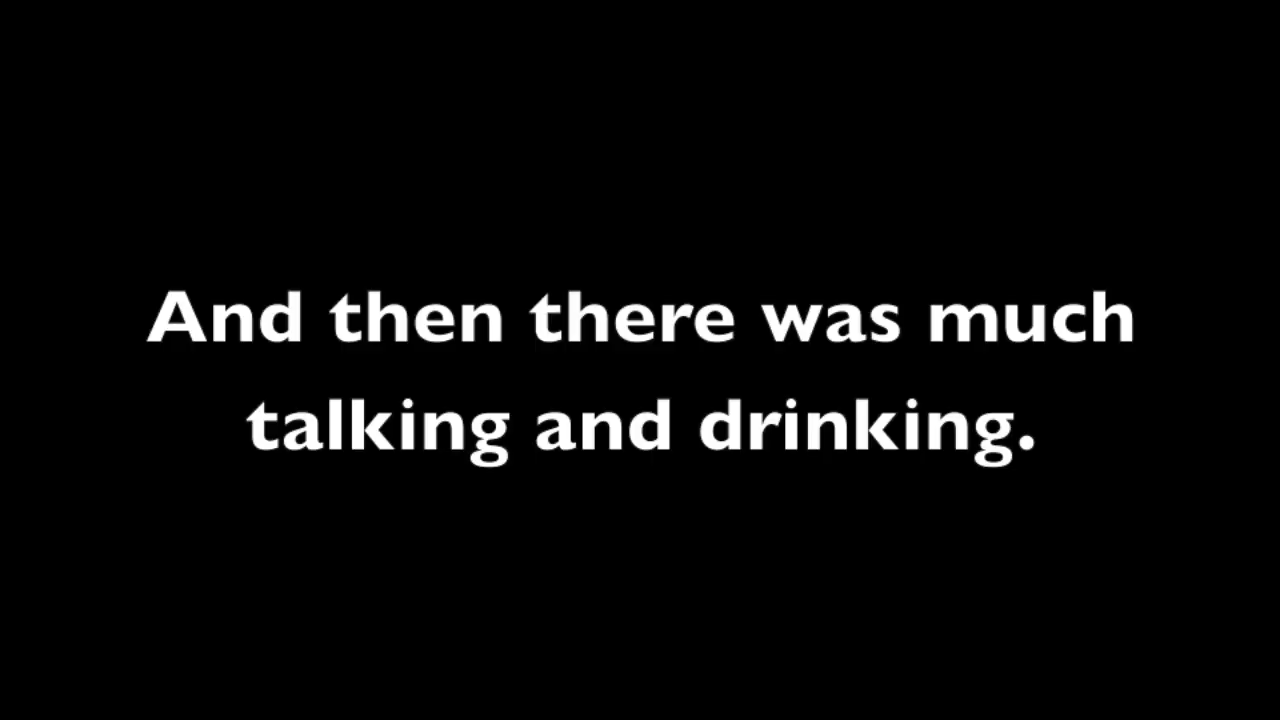 And then there was much
talking and drinking.